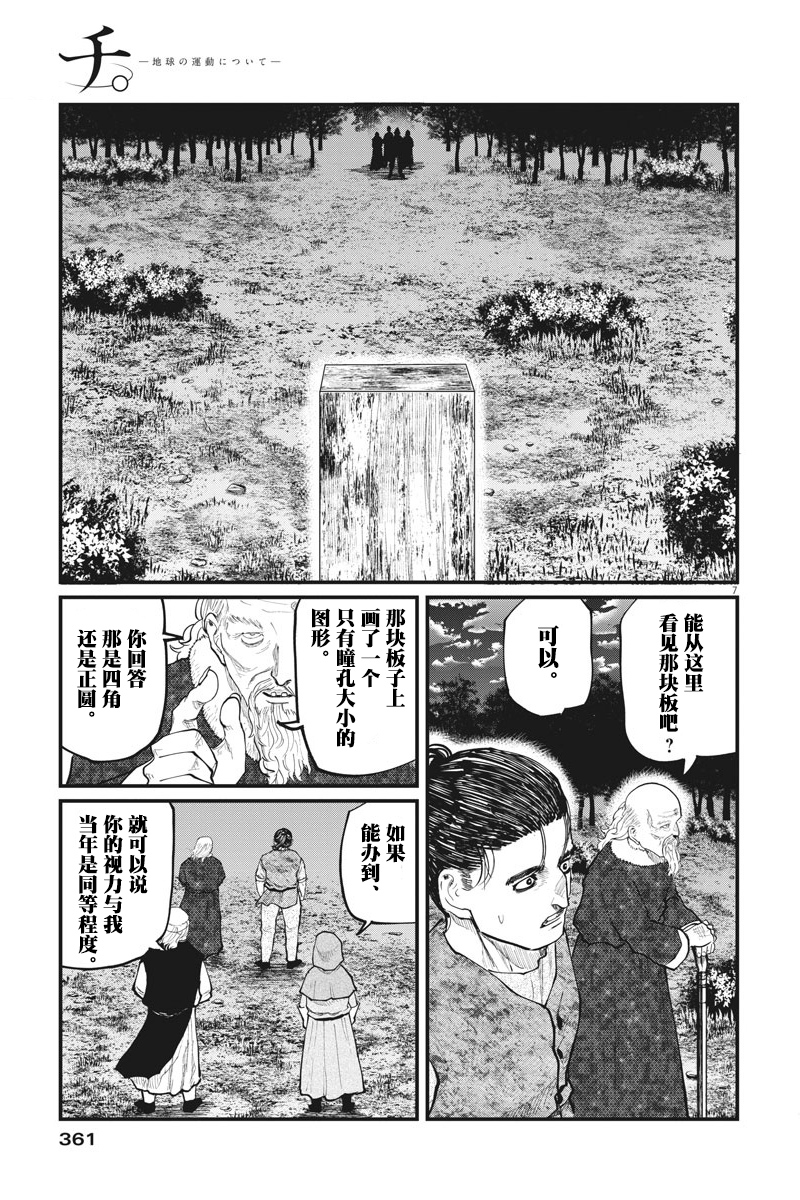 チ。
―地球の運動について―
7
能从这里
看见那块板吧?
可以。
那块板子上
画了一个
只有瞳孔大小的
图形。
你回答
那是四角
还是正圆。
如果
能办到、
就可以说
你的视力与我
当年是同等程度。
361